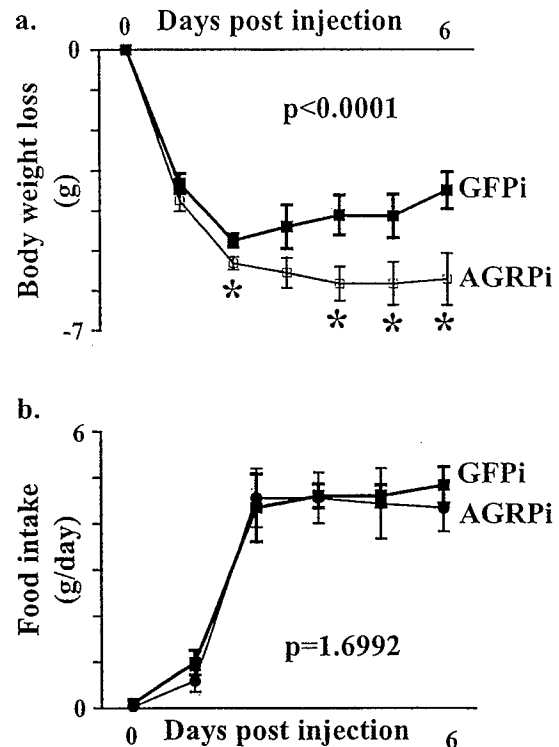 a.
0 Days post injection 6
0
Body weight loss
(g)
p<0.0001
GFPi
AGRPi
*
* * *
-7
b.
6
Food intake
(g/day)
GFPi
AGRPi
p=1.6992
0
0 Days post injection 6